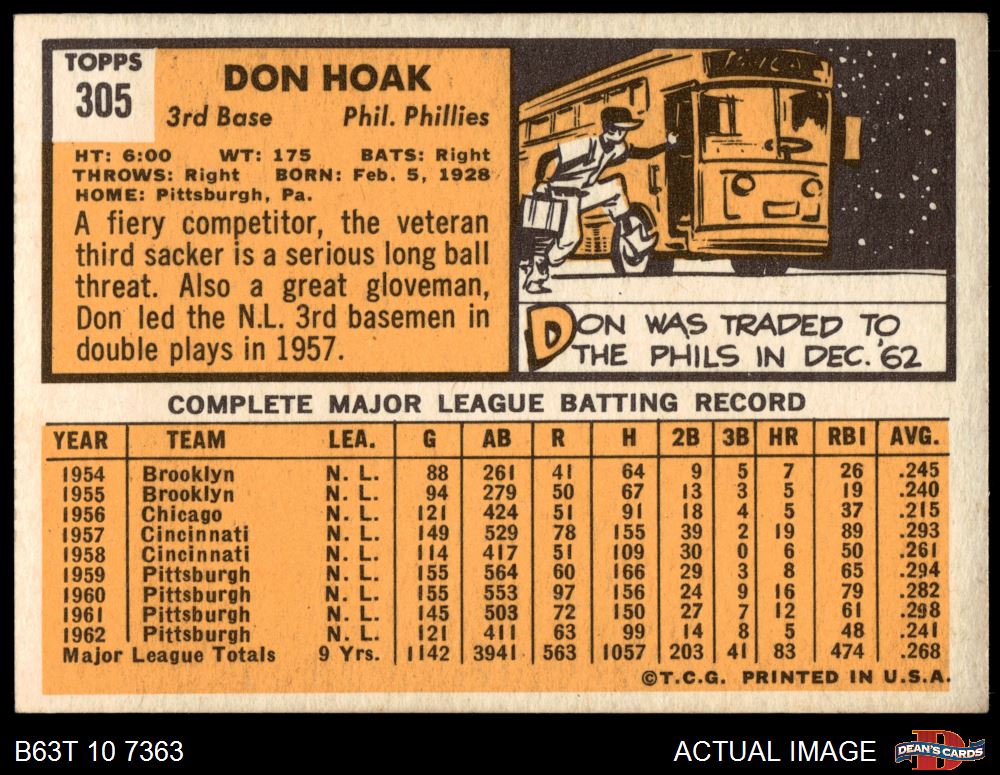 TOPPS
305
DON HOAK
3rd Base Phil. Phillies
HT: 6:00 WT: 175 BATS: Right
THROWS: Right BORN: Feb. 5, 1928
HOME: Pittsburgh, Pa.
A fiery competitor, the veteran
third sacker is a serious long ball
threat. Also a great gloveman,
Don led the N.L. 3rd basemen in
double plays in 1957.
DON WAS TRADED TO
THE PHILS IN DEC. '62
COMPLETE MAJOR LEAGUE BATTING RECORD
YEAR TEAM LEA. G AB R H 2B 3B HR RBI AVG.
1954 Brooklyn N. L. 88 261 41 64 9 5 7 26 .245
1955 Brooklyn N. L. 94 279 50 67 13 3 5 19 .240
1956 Chicago N. L. 121 424 51 91 18 4 5 37 .215
1957 Cincinnati N. L. 149 529 78 155 39 2 19 89 .293
1958 Cincinnati N. L. 114 417 51 109 30 0 6 50 .261
1959 Pittsburgh N. L. 155 564 60 166 29 3 8 65 .294
1960 Pittsburgh N. L. 155 553 97 156 24 9 16 79 .282
1961 Pittsburgh N. L. 145 503 72 150 27 7 12 61 .298
1962 Pittsburgh N. L. 121 411 63 99 14 8 5 48 .241
Major League Totals 9 Yrs. 1142 3941 563 1057 203 41 83 474 .268
©T.C.G. PRINTED IN U.S.A.
B63T 10 7363 ACTUAL IMAGE DEAN'S CARDS